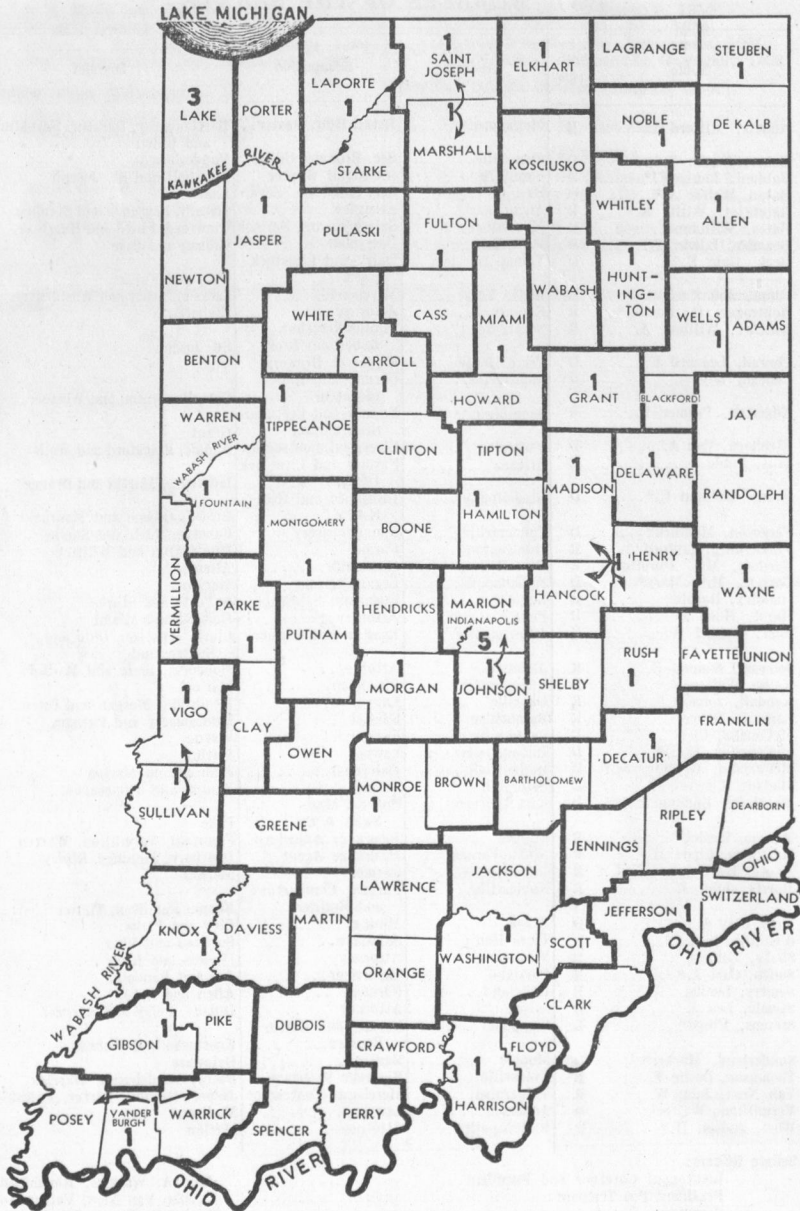 LAKE MICHIGAN
LAPORTE
1
1
SAINT
JOSEPH
1
ELKHART
LAGRANGE
STEUBEN
1
3
LAKE
PORTER
1
MARSHALL
NOBLE
1
DE KALB
KANKAKEE RIVER
STARKE
KOSCIUSKO
1
WHITLEY
1
ALLEN
1
JASPER
PULASKI
FULTON
1
NEWTON
WHITE
CASS
MIAMI
1
WABASH
1
HUNT-
ING-
TON
WELLS
1
ADAMS
BENTON
CARROLL
1
1
GRANT
BLACKFORD
JAY
WARREN
1
TIPPECANOE
HOWARD
CLINTON
TIPTON
1
MADISON
1
DELAWARE
1
RANDOLPH
WABASH RIVER
1
FOUNTAIN
MONTGOMERY
1
BOONE
HAMILTON
VERMILLION
HENRY
HANCOCK
1
WAYNE
PARKE
1
PUTNAM
HENDRICKS
MARION
INDIANAPOLIS
5
RUSH
1
FAYETTE
UNION
1
MORGAN
1
JOHNSON
SHELBY
1
VIGO
CLAY
OWEN
FRANKLIN
DECATUR
1
1
SULLIVAN
MONROE
1
BROWN
BARTHOLOMEW
GREENE
RIPLEY
1
DEARBORN
JENNINGS
OHIO
JACKSON
LAWRENCE
SWITZERLAND
JEFFERSON
1
KNOX
1
DAVIESS
MARTIN
WASHINGTON
1
SCOTT
OHIO RIVER
WABASH RIVER
ORANGE
CLARK
GIBSON
1
PIKE
DUBOIS
CRAWFORD
FLOYD
HARRISON
POSEY
VANDER
BURGH
1
WARRICK
SPENCER
1
PERRY
OHIO RIVER